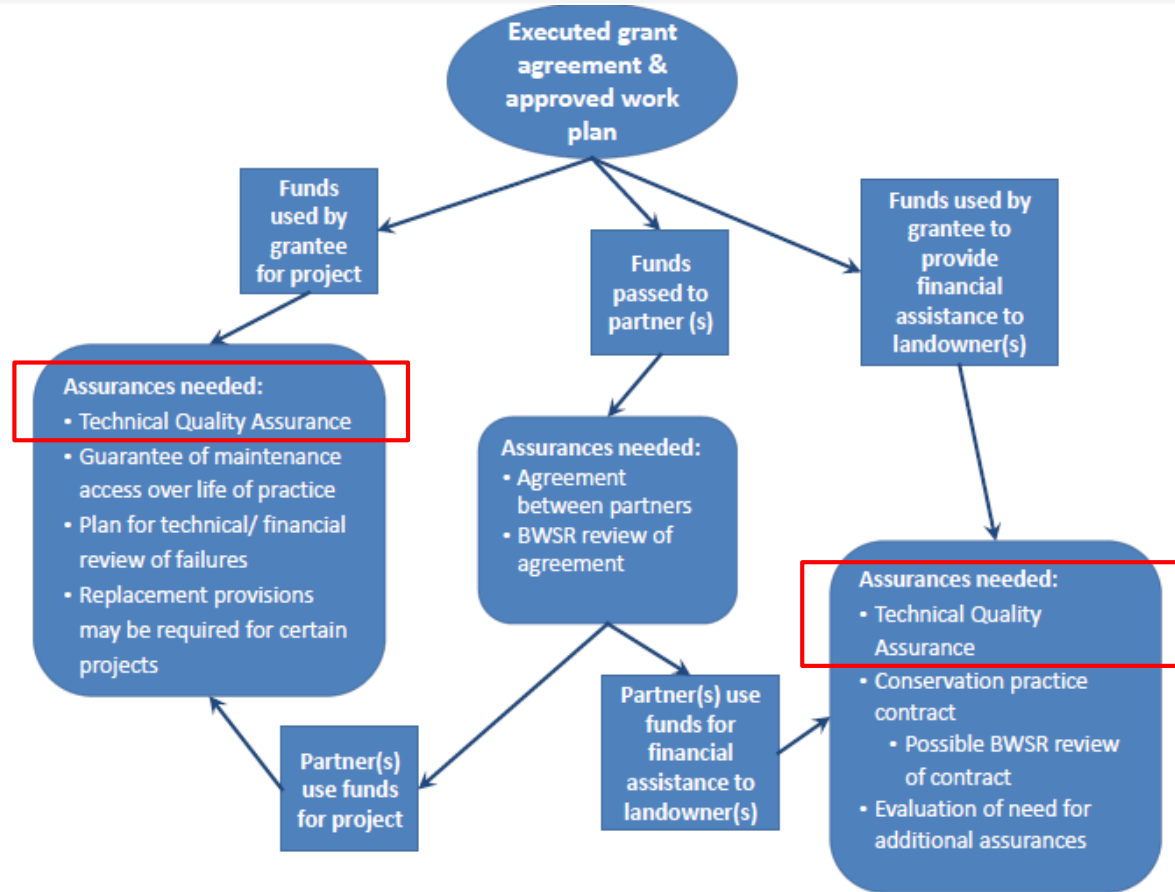 Executed grant
agreement &
approved work
plan
Funds
used by
grantee
for project
Funds
passed to
partner (s)
Funds used by
grantee to
provide
financial
assistance to
landowner(s)
Assurances needed:
• Technical Quality Assurance
• Guarantee of maintenance
access over life of practice
• Plan for technical/ financial
review of failures
• Replacement provisions
may be required for certain
projects
Assurances needed:
• Agreement
between partners
• BWSR review of
agreement
Assurances needed:
• Technical Quality
Assurance
• Conservation practice
contract
• Possible BWSR review
of contract
• Evaluation of need for
additional assurances
Partner(s)
use funds
for project
Partner(s) use
funds for
financial
assistance to
landowner(s)